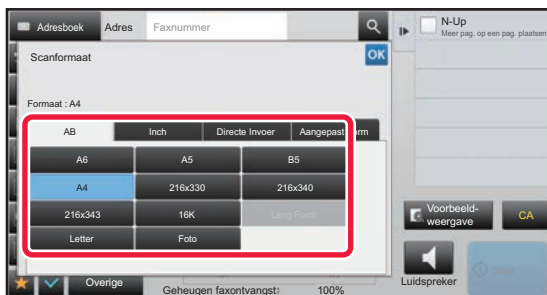 Adresboek Adres Faxnummer
N-Up
Meer pag. op een pag. plaatsen
Scanformaat OK
Formaat : A4
AB Inch Directe Invoer Aangepast Form
A6 A5 B5
A4 216x330 216x340
216x343 16K Lang Form
Letter Foto
Voorbeeld-
weergave
CA
Overige
Geheugen faxontvangst: 100%
Luidspreker
Start